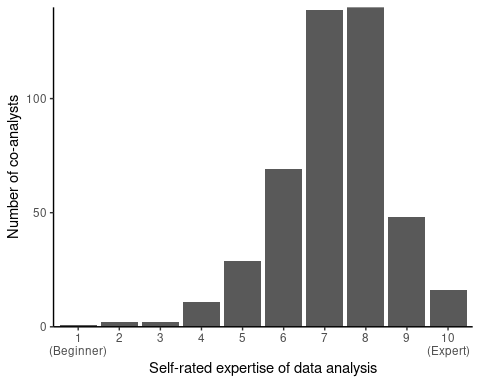 Number of co-analysts
100
50
0
1 2 3 4 5 6 7 8 9 10
(Beginner) (Expert)
Self-rated expertise of data analysis